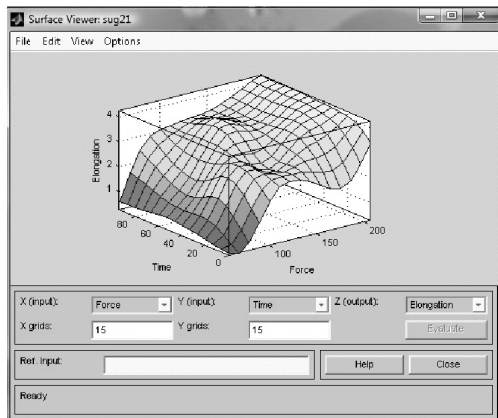 Surface Viewer: sug21
File Edit View Options
4
3
2
1
Elongation
80
60
40
20
0
Time
100
150
200
Force
X (input): Force Y (input): Time Z (output): Elongation
X grids: 15 Y grids: 15 Evaluate
Ref. Input: Help Close
Ready